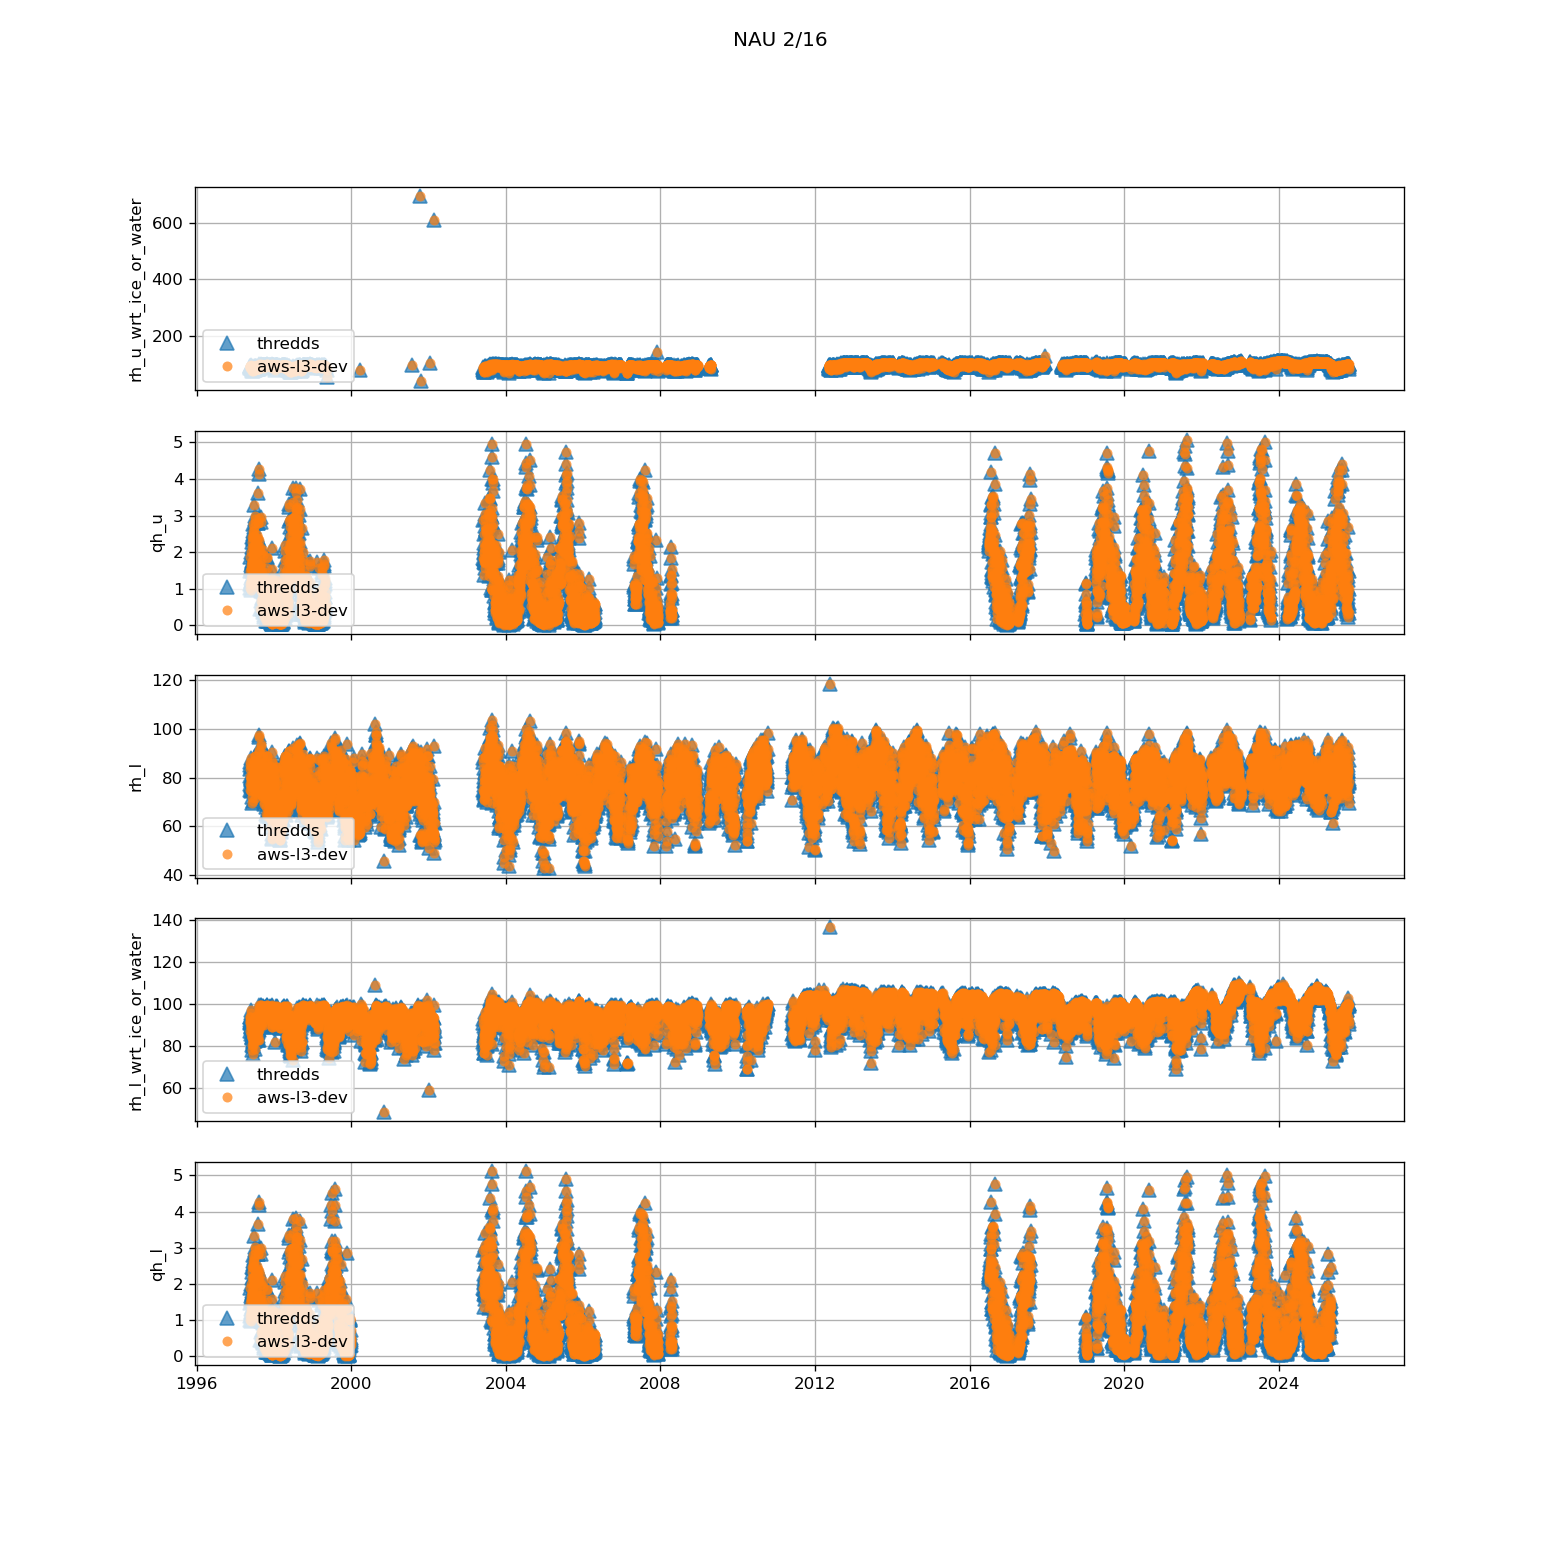 NAU 2/16
rh_u_wrt_ice_or_water
600
400
200
thredds
aws-l3-dev
qh_u
5
4
3
2
1
0
thredds
aws-l3-dev
rh_l
120
100
80
60
40
thredds
aws-l3-dev
rh_l_wrt_ice_or_water
140
120
100
80
60
thredds
aws-l3-dev
qh_l
5
4
3
2
1
0
thredds
aws-l3-dev
1996 2000 2004 2008 2012 2016 2020 2024